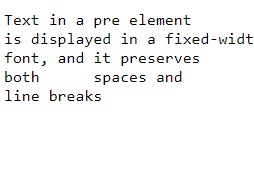 Text in a pre element
is displayed in a fixed-widt
font, and it preserves
both      spaces and
line breaks